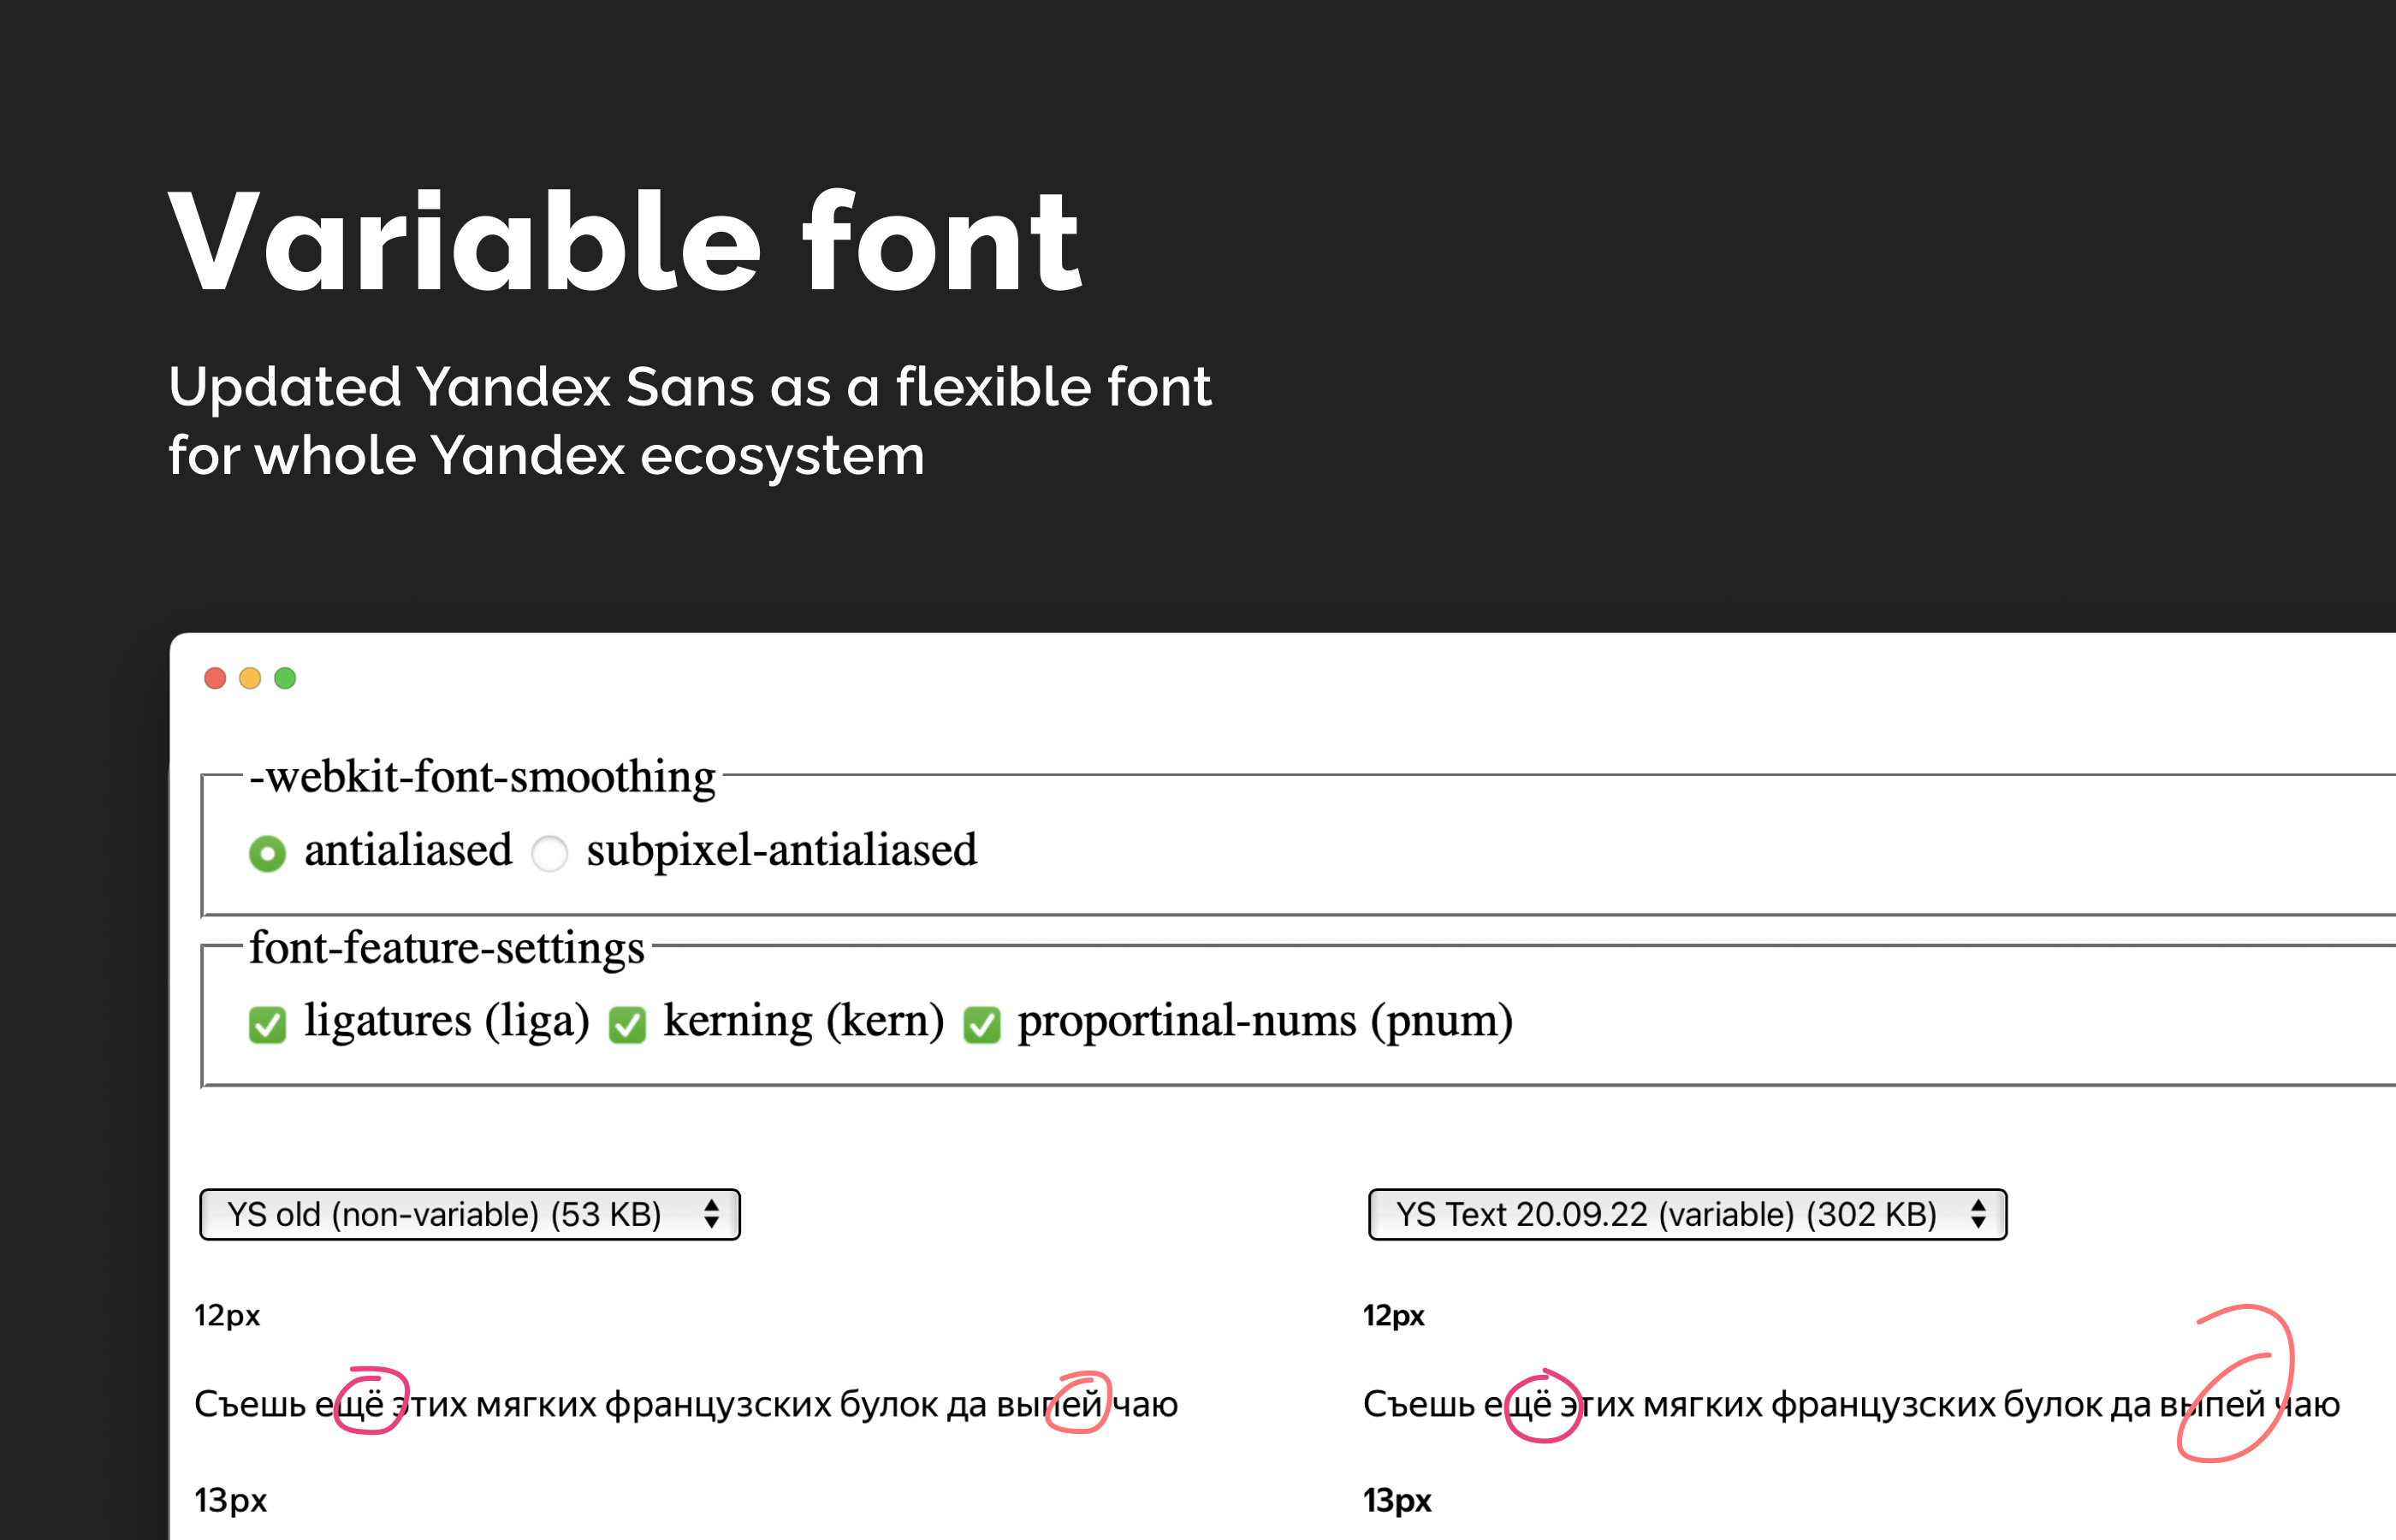 Variable font
Updated Yandex Sans as a flexible font
for whole Yandex ecosystem
-webkit-font-smoothing
antialiased subpixel-antialiased
font-feature-settings
ligatures (liga) kerning (kern) proportinal-nums (pnum)
YS old (non-variable) (53 KB) YS Text 20.09.22 (variable) (302 KB)
12px 12px
Съешь ещё этих мягких французских булок да выпей чаю Съешь ещё этих мягких французских булок да выпей чаю
13px 13px